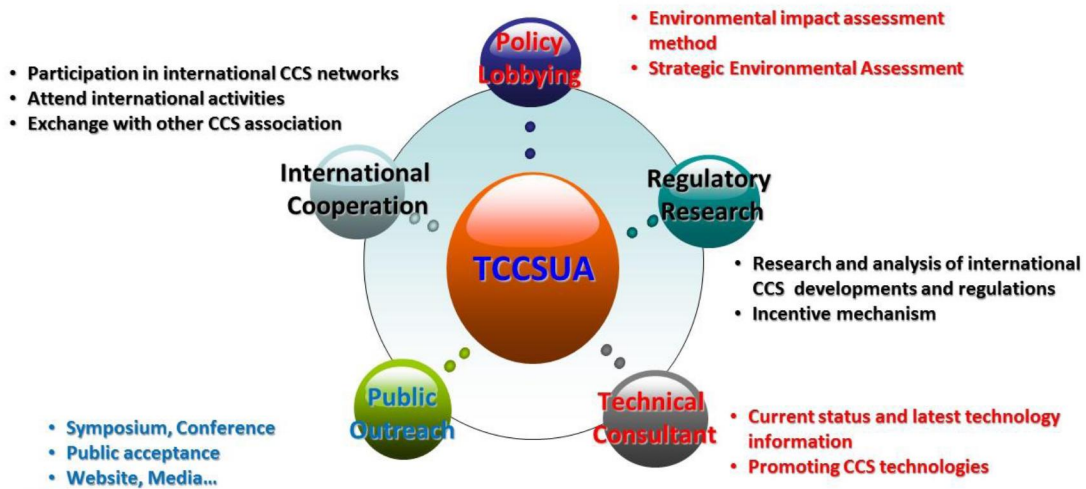 Policy
Lobbying
• Environmental impact assessment
method
• Strategic Environmental Assessment
• Participation in international CCS networks
• Attend international activities
• Exchange with other CCS association
International
Cooperation
Regulatory
Research
TCCSUA
• Research and analysis of international
CCS developments and regulations
• Incentive mechanism
Public
Outreach
• Symposium, Conference
• Public acceptance
• Website, Media...
Technical
Consultant
• Current status and latest technology
information
• Promoting CCS technologies